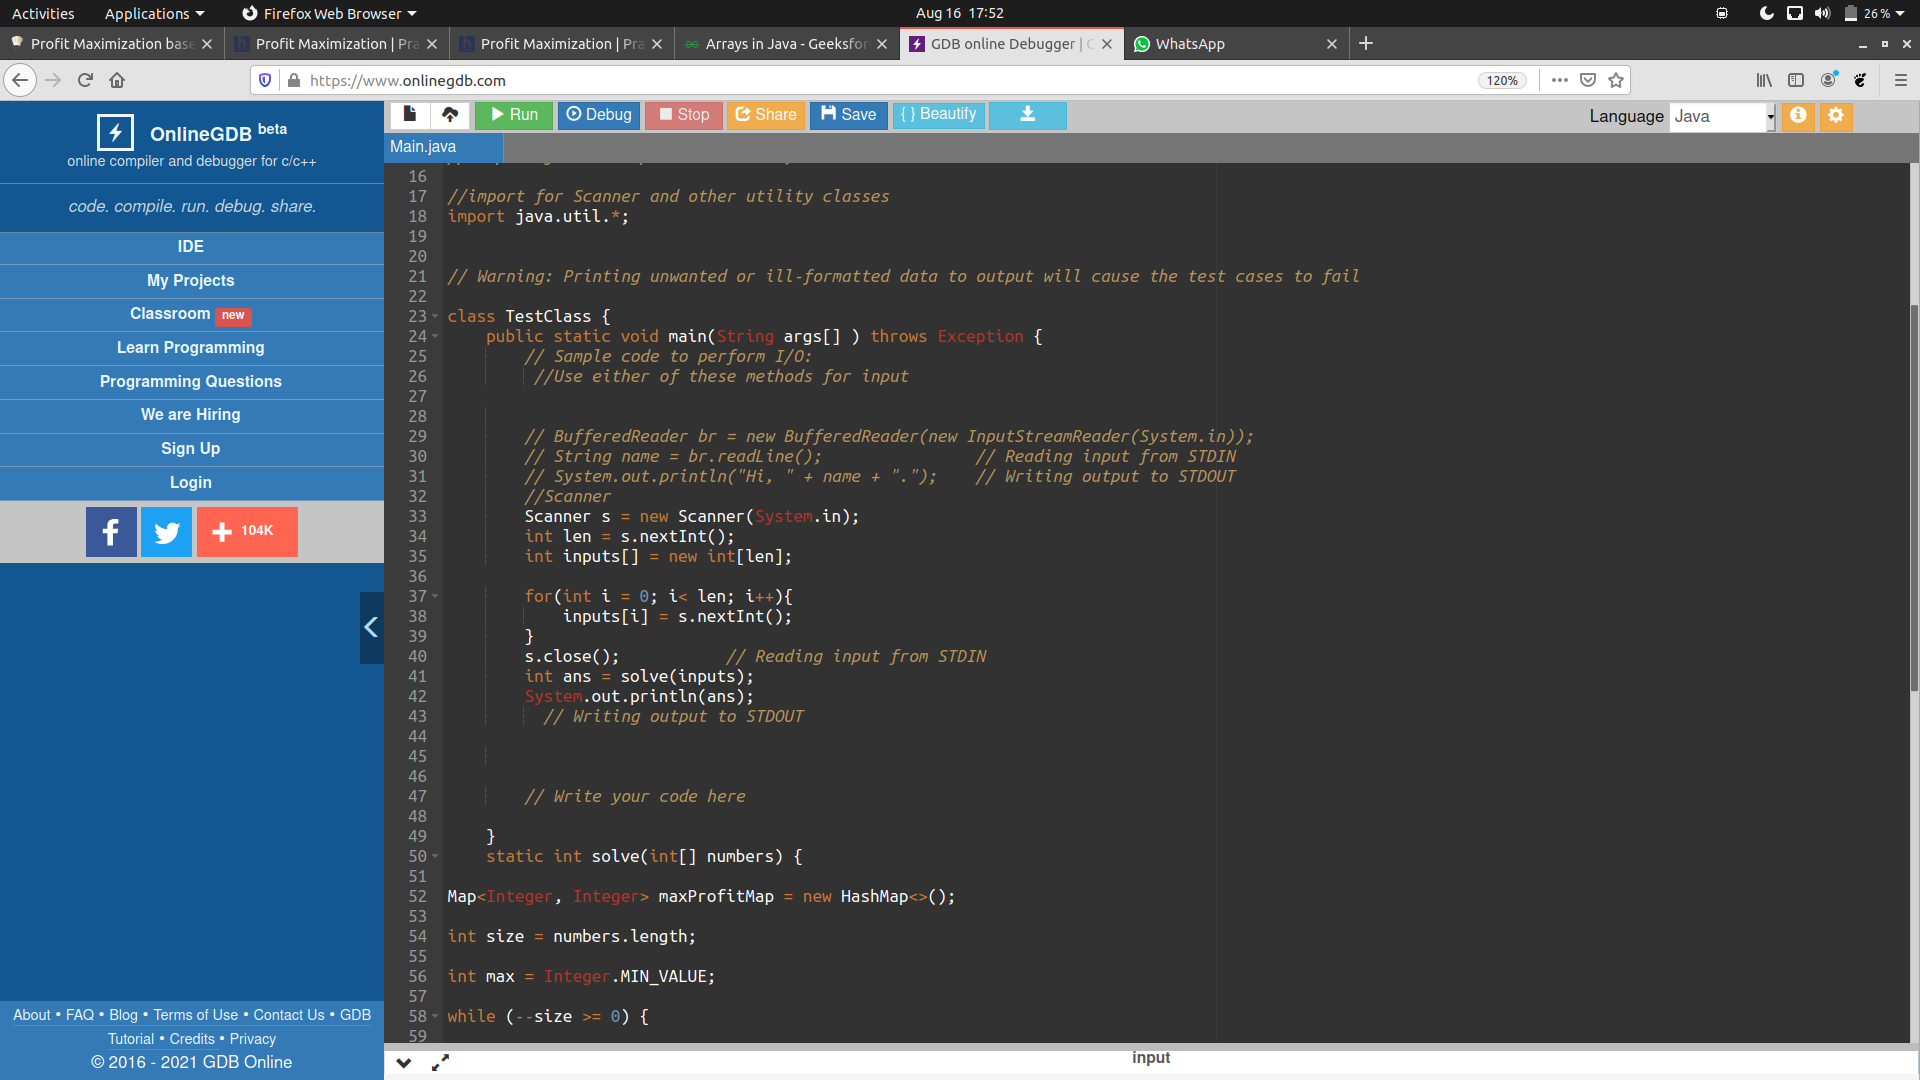 Activities Applications Firefox Web Browser Aug 16 17:52 26 %
Profit Maximization base Profit Maximization | Pra Profit Maximization | Pra Arrays in Java - Geeksfor GDB online Debugger | C WhatsApp
https://www.onlinegdb.com 120%
OnlineGDB beta
online compiler and debugger for c/c++
code. compile. run. debug. share.
IDE
My Projects
Classroom new
Learn Programming
Programming Questions
We are Hiring
Sign Up
Login
104K
About • FAQ • Blog • Terms of Use • Contact Us • GDB
Tutorial • Credits • Privacy
© 2016 - 2021 GDB Online
Run Debug Stop Share Save { } Beautify Language Java
Main.java
16
17 //import for Scanner and other utility classes
18 import java.util.*;
19
20
21 // Warning: Printing unwanted or ill-formatted data to output will cause the test cases to fail
22
23 class TestClass {
24 public static void main(String args[] ) throws Exception {
25 // Sample code to perform I/O:
26 //Use either of these methods for input
27
28
29 // BufferedReader br = new BufferedReader(new InputStreamReader(System.in));
30 // String name = br.readLine(); // Reading input from STDIN
31 // System.out.println("Hi, " + name + "."); // Writing output to STDOUT
32 //Scanner
33 Scanner s = new Scanner(System.in);
34 int len = s.nextInt();
35 int inputs[] = new int[len];
36
37 for(int i = 0; i< len; i++){
38 inputs[i] = s.nextInt();
39 }
40 s.close(); // Reading input from STDIN
41 int ans = solve(inputs);
42 System.out.println(ans);
43 // Writing output to STDOUT
44
45
46
47 // Write your code here
48
49 }
50 static int solve(int[] numbers) {
51
52 Map<Integer, Integer> maxProfitMap = new HashMap<>();
53
54 int size = numbers.length;
55
56 int max = Integer.MIN_VALUE;
57
58 while (--size >= 0) {
59
input